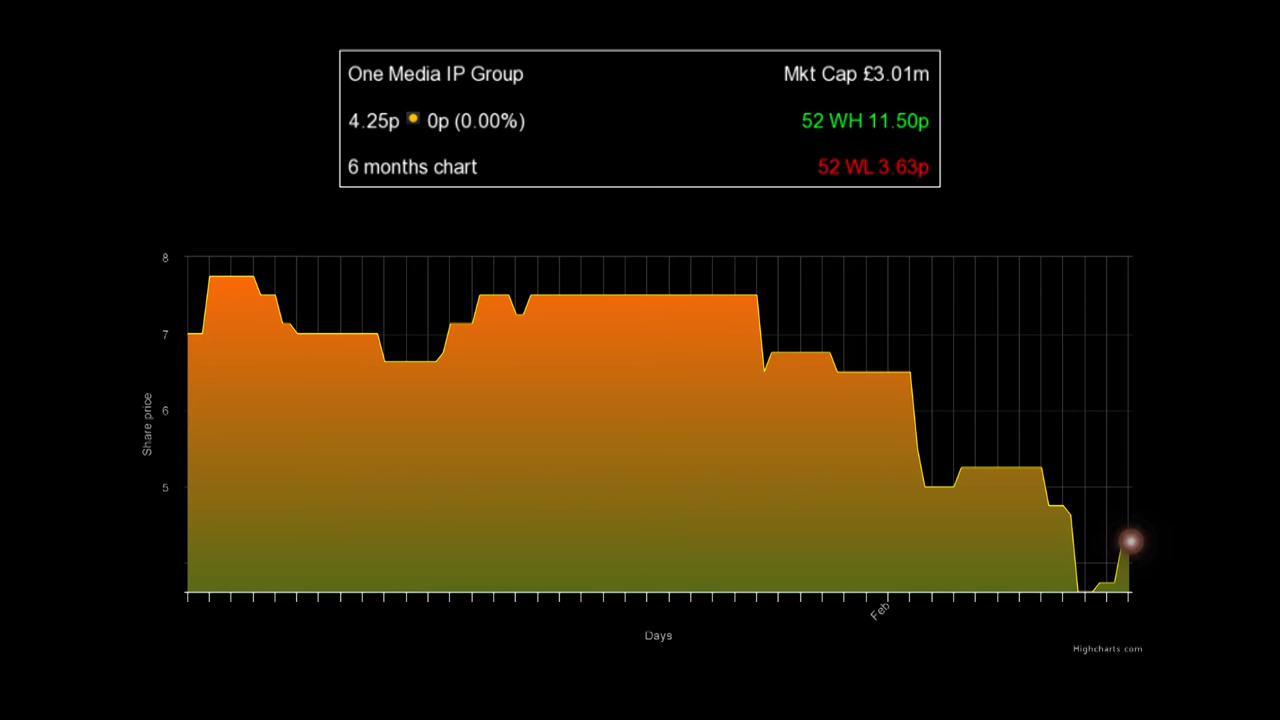 One Media IP Group
Mkt Cap £3.01m
4.25p 0p (0.00%)
52 WH 11.50p
6 months chart
52 WL 3.63p
8
7
6
5
Share price
Feb
Days
Highcharts.com